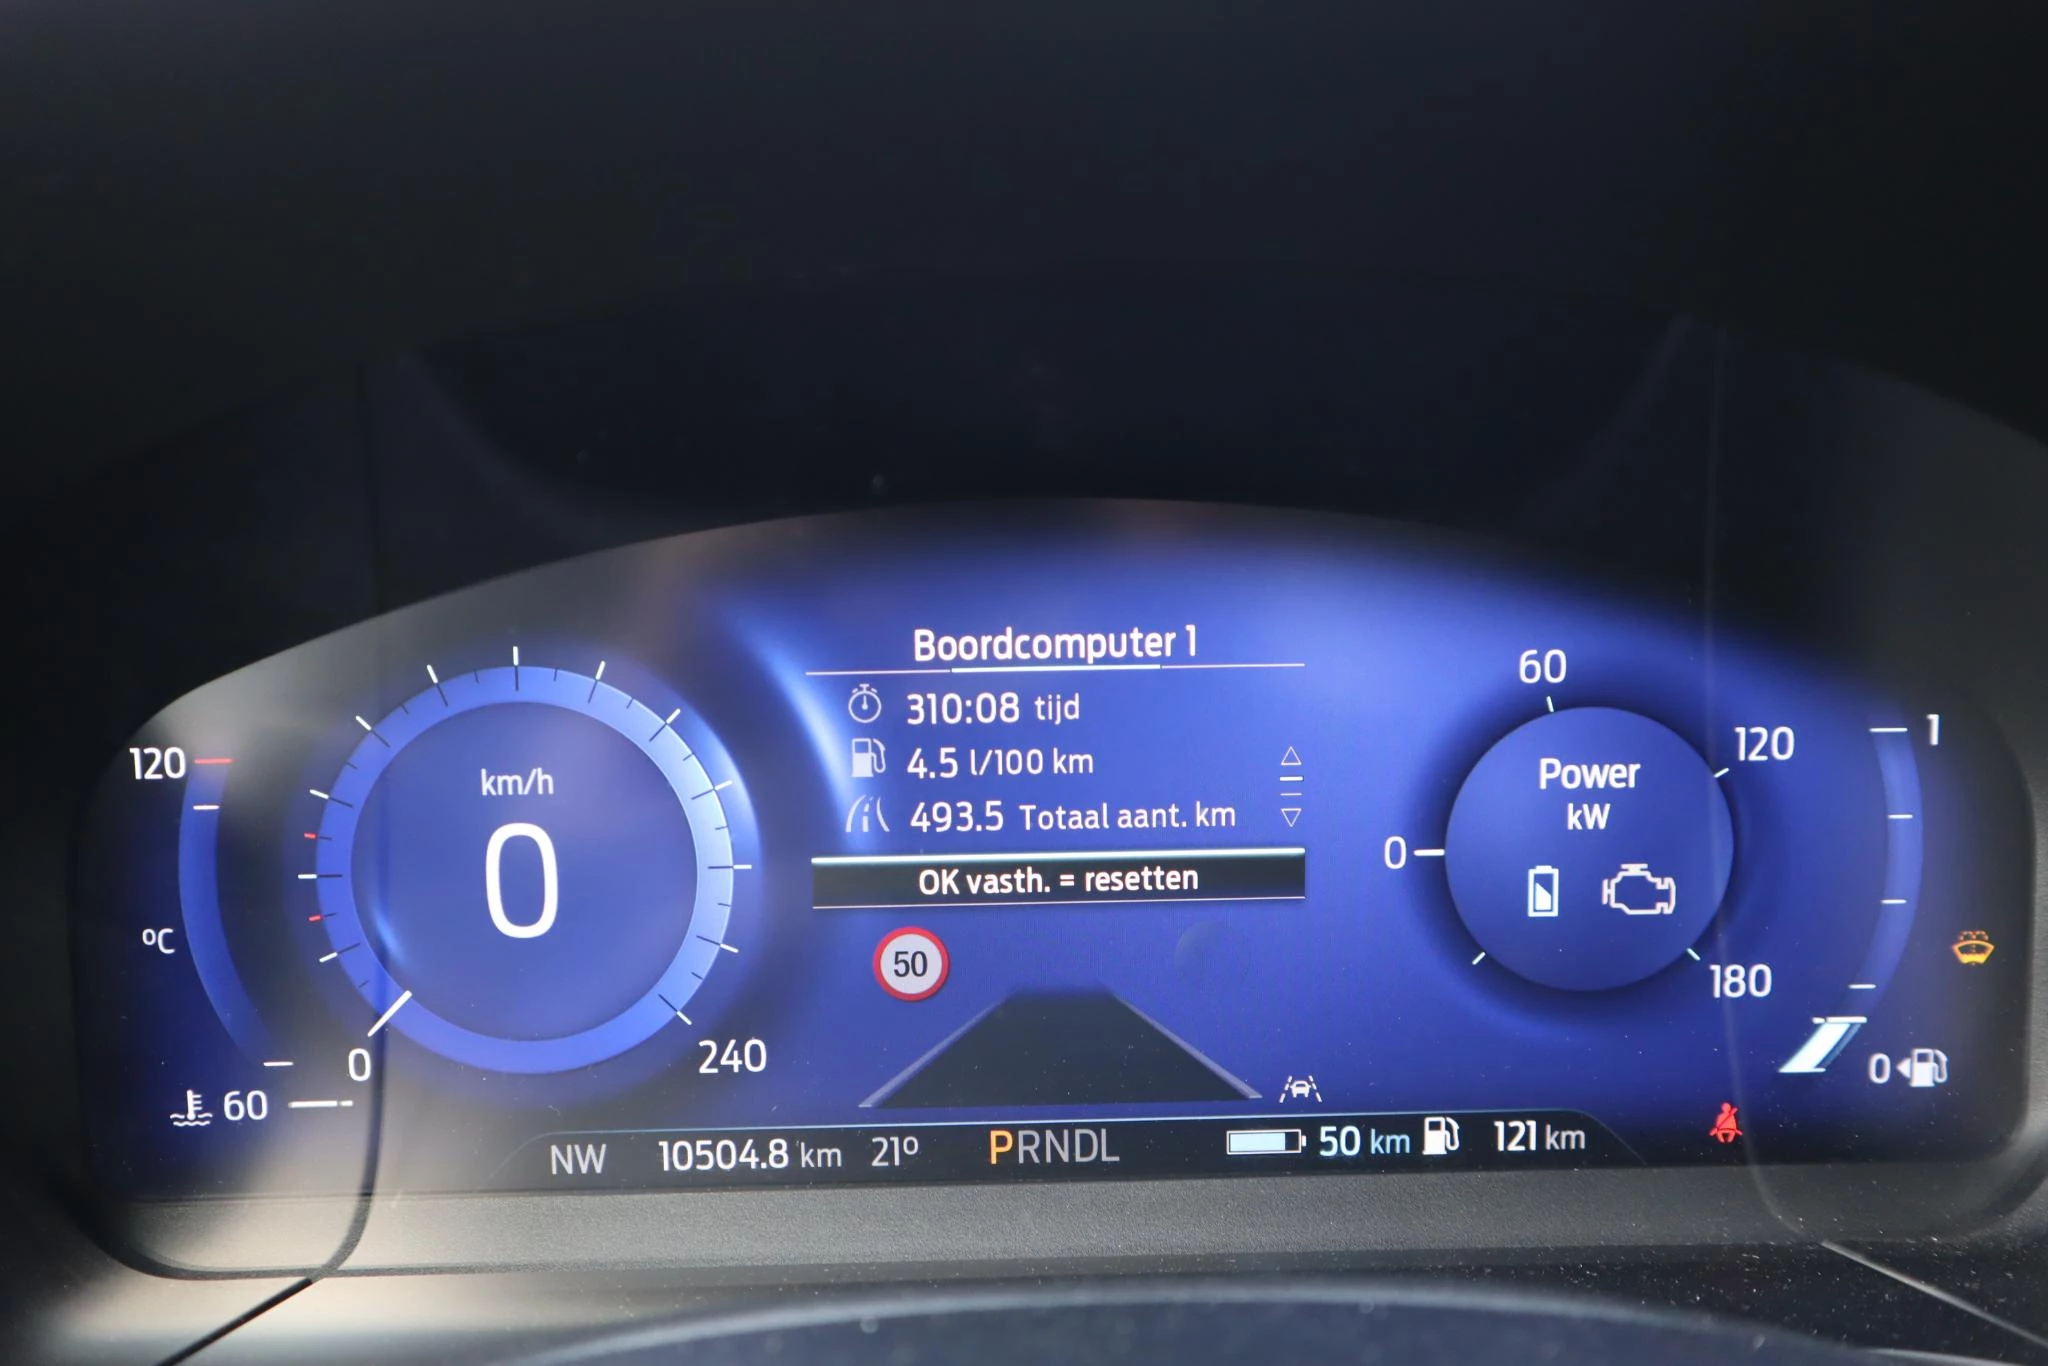 Boordcomputer 1
310:08 tijd
4.5 l/100 km
493.5 Totaal aant. km
OK vasth. = resetten
50
120
ºC
60
km/h
0
0
240
60
120
0
Power
kW
180
1
0
NW 10504.8 km 21º PRNDL 50 km 121 km